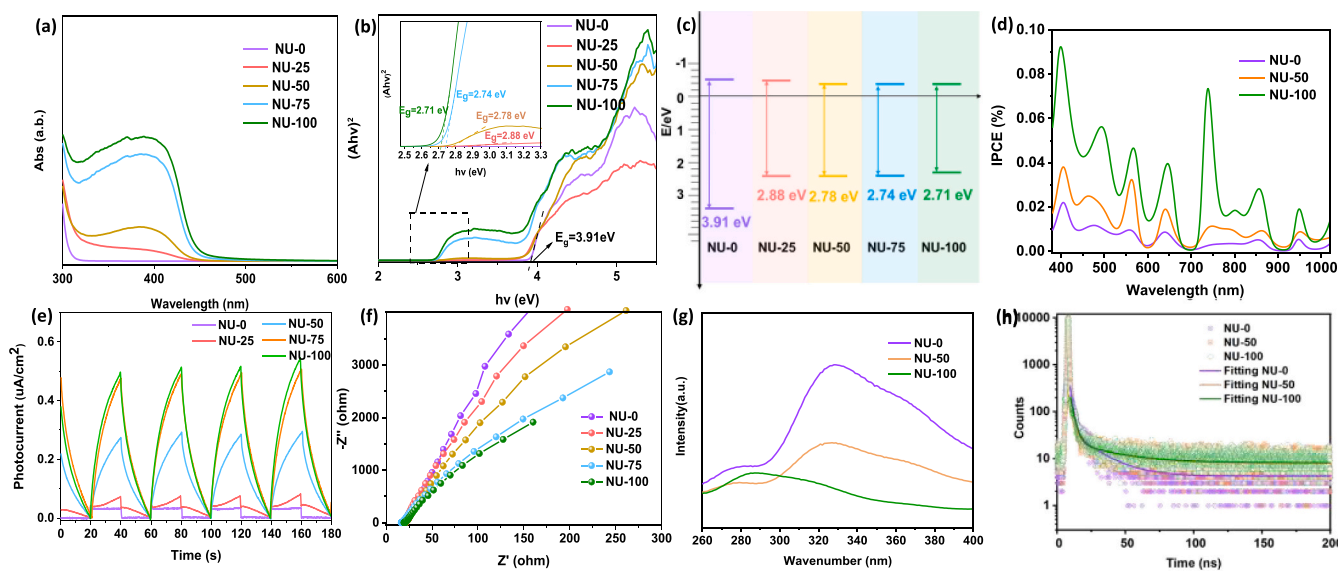 (a)
NU-0
NU-25
NU-50
NU-75
NU-100
Abs (a.b.)
300 400 500 600
Wavelength (nm)
(b)
NU-0
NU-25
NU-50
NU-75
NU-100
(Ahv)²
Eg=2.71 eV
Eg=2.74 eV
Eg=2.78 eV
Eg=2.88 eV
2.5 2.6 2.7 2.8 2.9 3.0 3.1 3.2 3.3
hv (eV)
(Ahv)²
Eg=3.91eV
2 3 4 5
hv (eV)
(c)
-1
0
1
2
3
E/eV
3.91 eV
2.88 eV
2.78 eV
2.74 eV
2.71 eV
NU-0 NU-25 NU-50 NU-75 NU-100
(d)
NU-0
NU-50
NU-100
0.10
0.08
0.06
0.04
0.02
0.00
IPCE (%)
400 500 600 700 800 900 1000
Wavelength (nm)
(e)
NU-0 NU-50
NU-25 NU-75
NU-100
0.6
0.4
0.2
0.0
Photocurrent (uA/cm²)
0 20 40 60 80 100 120 140 160 180
Time (s)
(f)
NU-0
NU-25
NU-50
NU-75
NU-100
3000
2000
1000
0
-Z'' (ohm)
0 50 100 150 200 250 300
Z' (ohm)
(g)
NU-0
NU-50
NU-100
Intensity(a.u.)
260 280 300 320 340 360 380 400
Wavenumber (nm)
(h)
NU-0
NU-50
NU-100
Fitting NU-0
Fitting NU-50
Fitting NU-100
10000
1000
100
10
1
Counts
0 50 100 150 200
Time (ns)